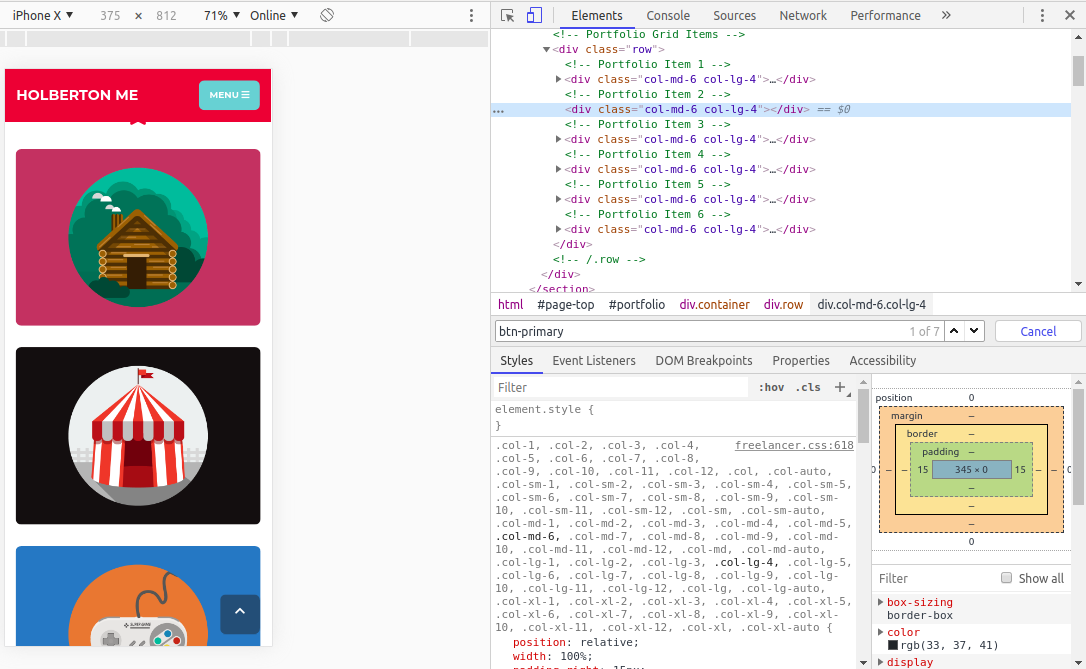 iPhone X ▼ 375 × 812 71% ▼ Online ▼
Elements Console Sources Network Performance »
HOLBERTON ME
MENU ☰
<!-- Portfolio Grid Items -->
▼<div class="row">
<!-- Portfolio Item 1 -->
▶<div class="col-md-6 col-lg-4">…</div>
<!-- Portfolio Item 2 -->
… <div class="col-md-6 col-lg-4"></div> == $0
<!-- Portfolio Item 3 -->
▶<div class="col-md-6 col-lg-4">…</div>
<!-- Portfolio Item 4 -->
▶<div class="col-md-6 col-lg-4">…</div>
<!-- Portfolio Item 5 -->
▶<div class="col-md-6 col-lg-4">…</div>
<!-- Portfolio Item 6 -->
▶<div class="col-md-6 col-lg-4">…</div>
</div>
<!-- /.row -->
</div>
</section>
html #page-top #portfolio div.container div.row div.col-md-6.col-lg-4
btn-primary 1 of 7 Cancel
Styles Event Listeners DOM Breakpoints Properties Accessibility
Filter :hov .cls +
element.style {
}
.col-1, .col-2, .col-3, .col-4, freelancer.css:618
.col-5, .col-6, .col-7, .col-8,
.col-9, .col-10, .col-11, .col-12, .col, .col-auto,
.col-sm-1, .col-sm-2, .col-sm-3, .col-sm-4, .col-sm-5,
.col-sm-6, .col-sm-7, .col-sm-8, .col-sm-9, .col-sm-
10, .col-sm-11, .col-sm-12, .col-sm, .col-sm-auto,
.col-md-1, .col-md-2, .col-md-3, .col-md-4, .col-md-5,
.col-md-6, .col-md-7, .col-md-8, .col-md-9, .col-md-
10, .col-md-11, .col-md-12, .col-md, .col-md-auto,
.col-lg-1, .col-lg-2, .col-lg-3, .col-lg-4, .col-lg-5,
.col-lg-6, .col-lg-7, .col-lg-8, .col-lg-9, .col-lg-
10, .col-lg-11, .col-lg-12, .col-lg, .col-lg-auto,
.col-xl-1, .col-xl-2, .col-xl-3, .col-xl-4, .col-xl-5,
.col-xl-6, .col-xl-7, .col-xl-8, .col-xl-9, .col-xl-
10, .col-xl-11, .col-xl-12, .col-xl, .col-xl-auto {
position: relative;
width: 100%;
padding-right: 15px;
position 0
margin –
border –
padding –
0 – – 15 345 × 0 15 – – 0
–
–
–
0
Filter Show all
▶ box-sizing
border-box
▶ color
rgb(33, 37, 41)
▶ display